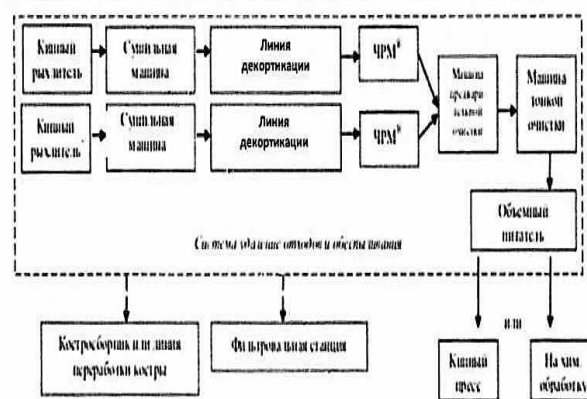 Кипный
рыхлитель
Сушильная
машина
Линия
декортикации
ЧРМ*
Машина
предвари
тельной
очистки
Машина
тонкой
очистки
Кипный
рыхлитель
Сушильная
машина
Линия
декортикации
ЧРМ*
Объемный
питатель
Система удаление отходов и обеспыливания
или
Костросборник или линия
переработки костры
Фильтровальная станция
Кипный
пресс
На хим.
обработку